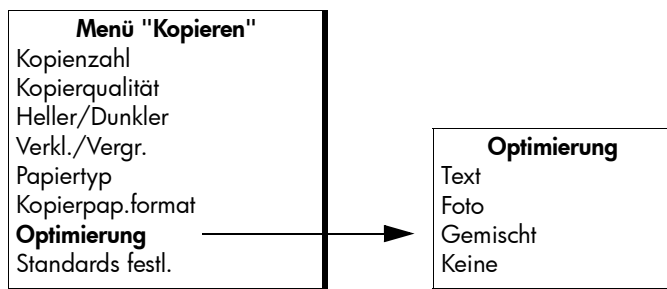 Menü "Kopieren"
Kopienzahl
Kopierqualität
Heller/Dunkler
Verkl./Vergr.
Papiertyp
Kopierpap.format
Optimierung
Standards festl.
Optimierung
Text
Foto
Gemischt
Keine